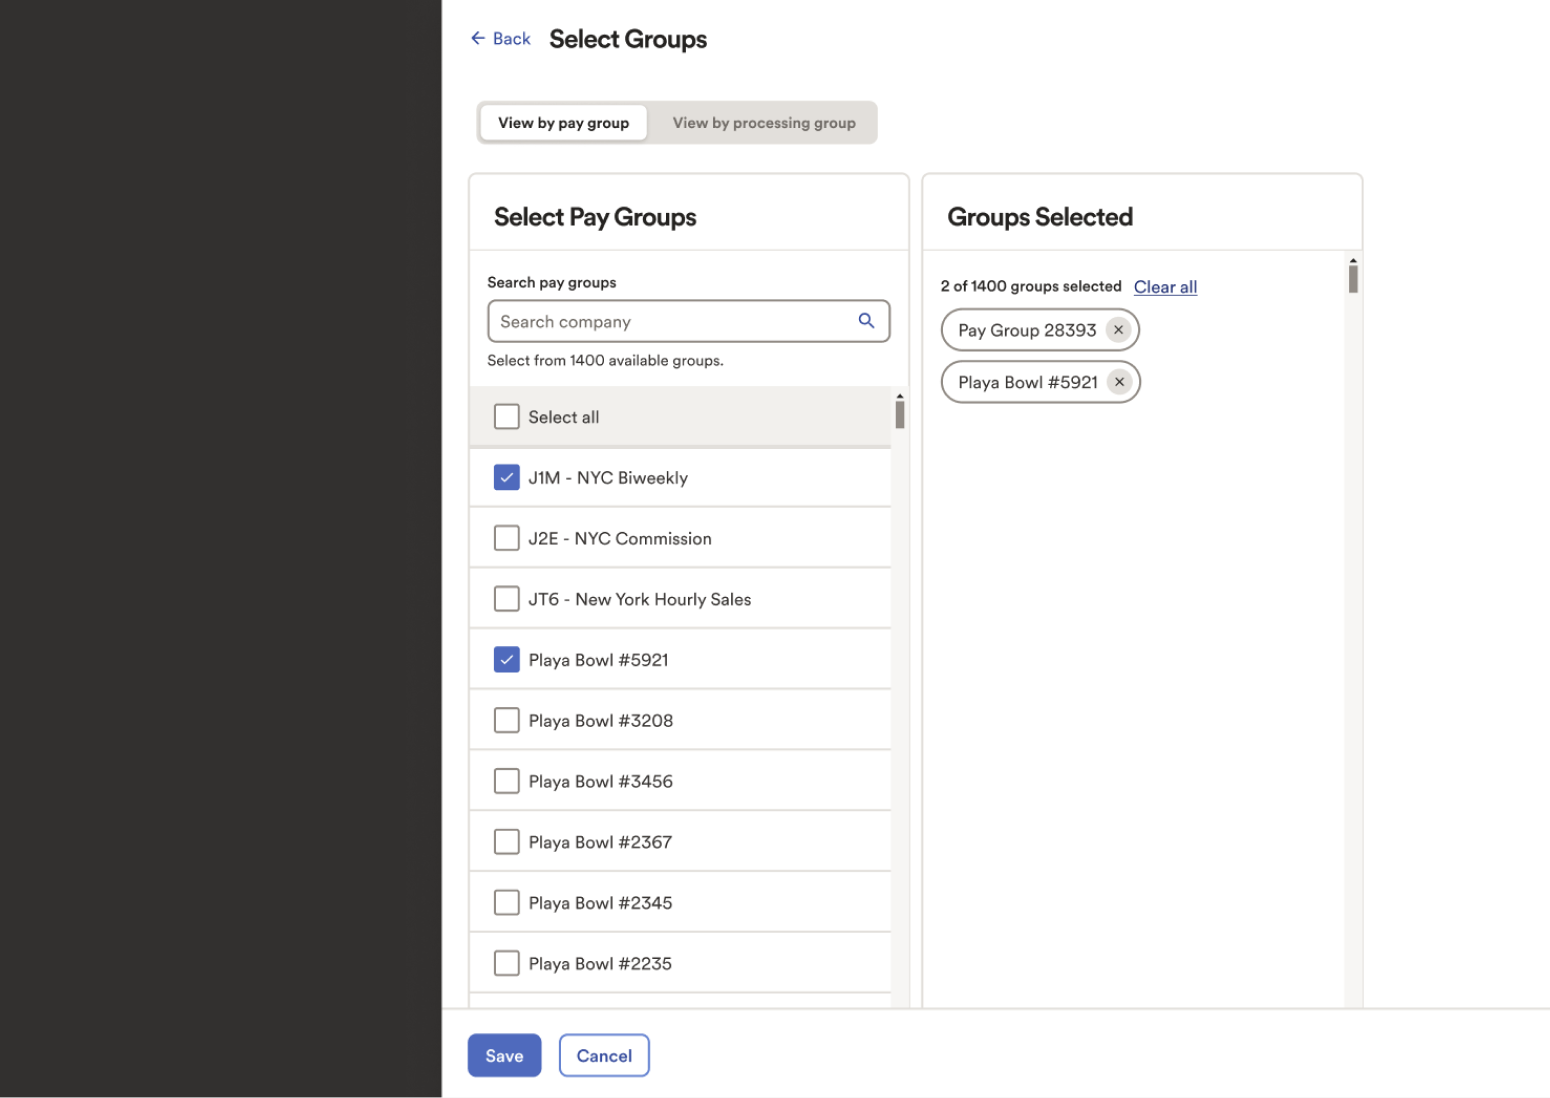 Back
Select Groups
View by pay group
View by processing group
Select Pay Groups
Search pay groups
Search company
Select from 1400 available groups.
Select all
J1M - NYC Biweekly
J2E - NYC Commission
JT6 - New York Hourly Sales
Playa Bowl #5921
Playa Bowl #3208
Playa Bowl #3456
Playa Bowl #2367
Playa Bowl #2345
Playa Bowl #2235
Groups Selected
2 of 1400 groups selected Clear all
Pay Group 28393
Playa Bowl #5921
Save
Cancel